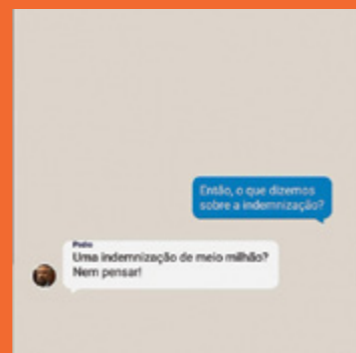 Então, o que dizemos
sobre a indemnização?
Pedro
Uma indemnização de meio milhão?
Nem pensar!